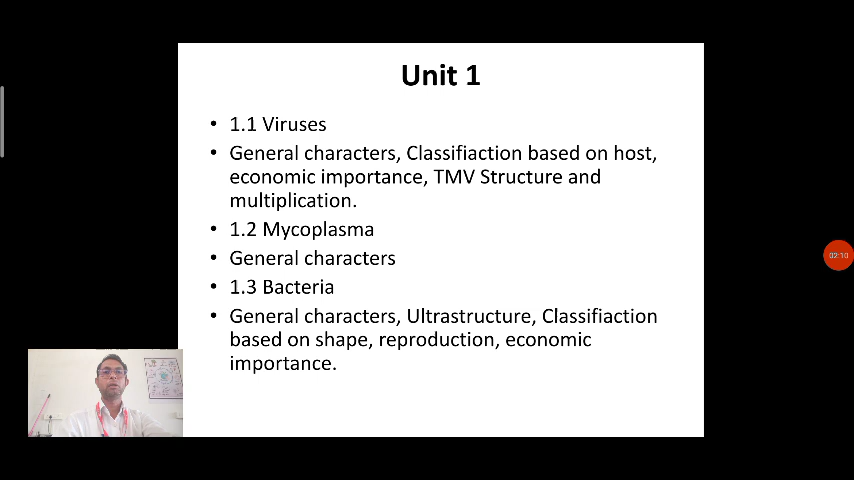 Unit 1
• 1.1 Viruses
• General characters, Classifiaction based on host,
economic importance, TMV Structure and
multiplication.
• 1.2 Mycoplasma
• General characters
• 1.3 Bacteria
• General characters, Ultrastructure, Classifiaction
based on shape, reproduction, economic
importance.
02:10